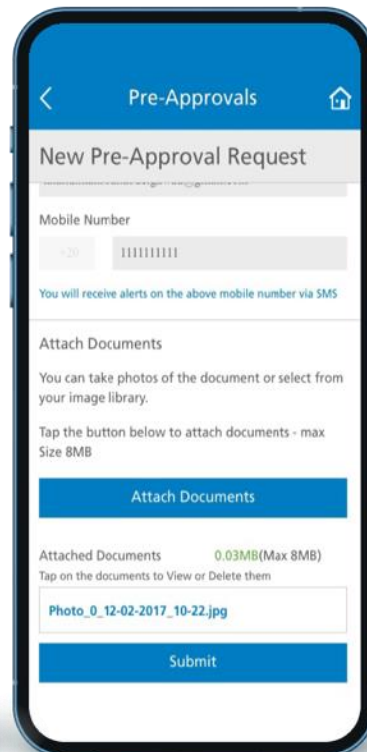 Pre-Approvals
New Pre-Approval Request
Mobile Number
+20 1111111111
You will receive alerts on the above mobile number via SMS
Attach Documents
You can take photos of the document or select from
your image library.
Tap the button below to attach documents - max
Size 8MB
Attach Documents
Attached Documents 0.03MB(Max 8MB)
Tap on the documents to View or Delete them
Photo_0_12-02-2017_10-22.jpg
Submit